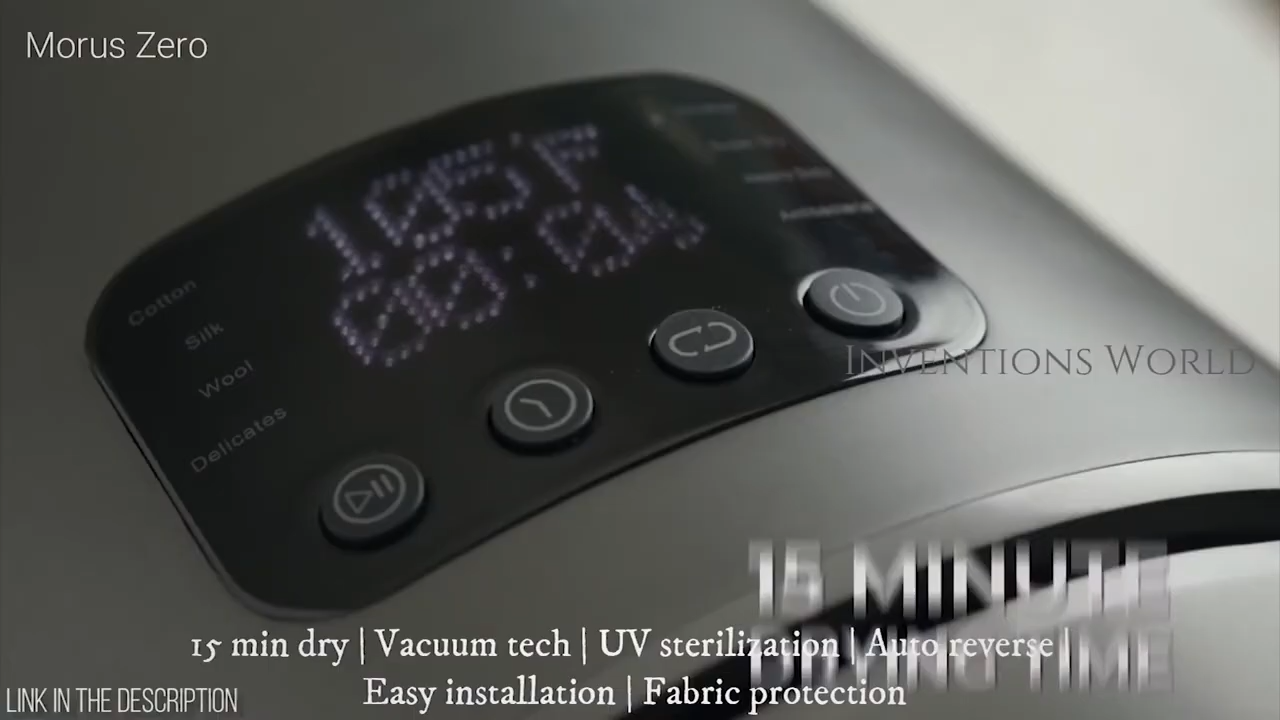 Morus Zero
105°F
00:04
Cotton
Silk
Wool
Delicates
INVENTIONS WORLD
15 MINUTE
DRYING TIME
15 min dry | Vacuum tech | UV sterilization | Auto reverse |
Easy installation | Fabric protection
LINK IN THE DESCRIPTION